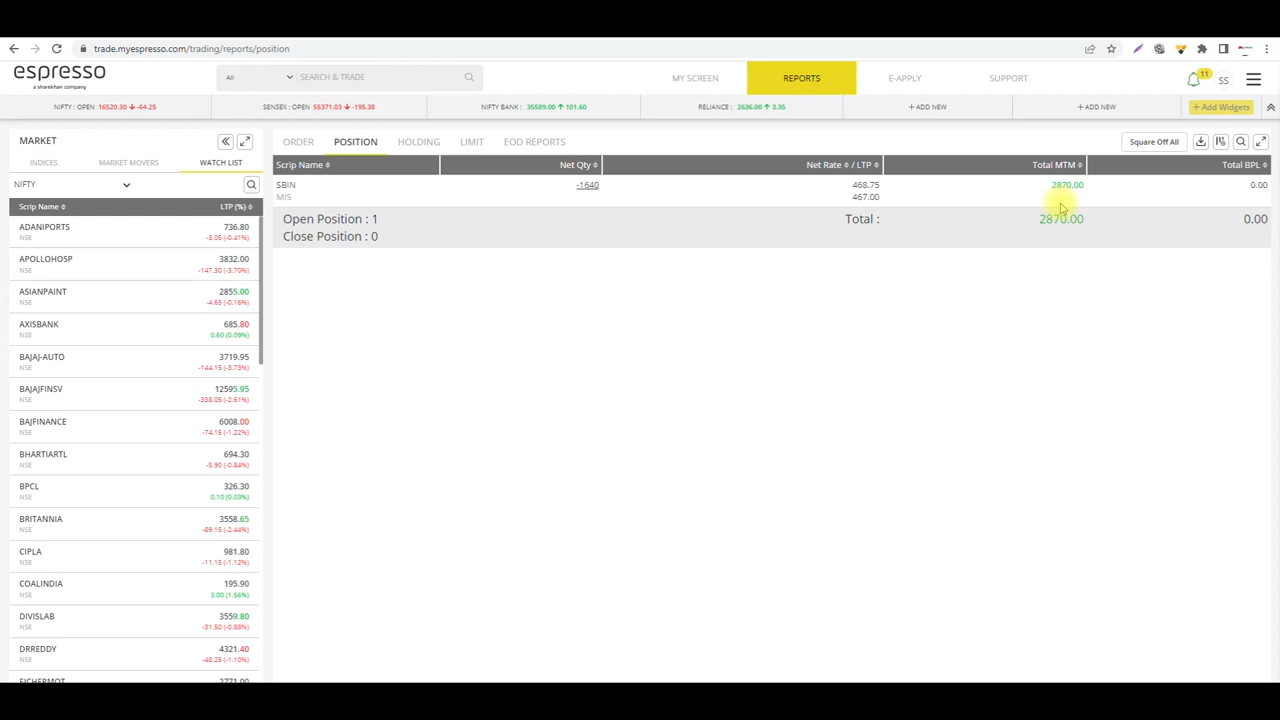 trade.myespresso.com/trading/reports/position
espresso
a sharekhan company
All
SEARCH & TRADE
MY SCREEN
REPORTS
E-APPLY
SUPPORT
11
SS
NIFTY : OPEN 16520.30 -64.25
SENSEX : OPEN 55371.03 -195.38
NIFTY BANK : 35589.00 101.60
RELIANCE : 2636.00 3.35
+ ADD NEW
+ ADD NEW
+ Add Widgets
MARKET
INDICES
MARKET MOVERS
WATCH LIST
NIFTY
Scrip Name
LTP (%)
ADANIPORTS 736.80
NSE -3.05 (-0.41%)
APOLLOHOSP 3832.00
NSE -147.30 (-3.70%)
ASIANPAINT 2855.00
NSE -4.65 (-0.16%)
AXISBANK 685.80
NSE 0.60 (0.09%)
BAJAJ-AUTO 3719.95
NSE -144.15 (-3.73%)
BAJAJFINSV 12595.95
NSE -338.05 (-2.61%)
BAJFINANCE 6008.00
NSE -74.15 (-1.22%)
BHARTIARTL 694.30
NSE -5.90 (-0.84%)
BPCL 326.30
NSE 0.10 (0.03%)
BRITANNIA 3558.65
NSE -89.15 (-2.44%)
CIPLA 981.80
NSE -11.15 (-1.12%)
COALINDIA 195.90
NSE 3.00 (1.56%)
DIVISLAB 3559.80
NSE -31.50 (-0.88%)
DRREDDY 4321.40
NSE -48.25 (-1.10%)
EICHERMOT 2771.00
ORDER
POSITION
HOLDING
LIMIT
EOD REPORTS
Square Off All
Scrip Name
Net Qty
Net Rate / LTP
Total MTM
Total BPL
SBIN -1640 468.75 2870.00 0.00
MIS 467.00
Open Position : 1 Total : 2870.00 0.00
Close Position : 0